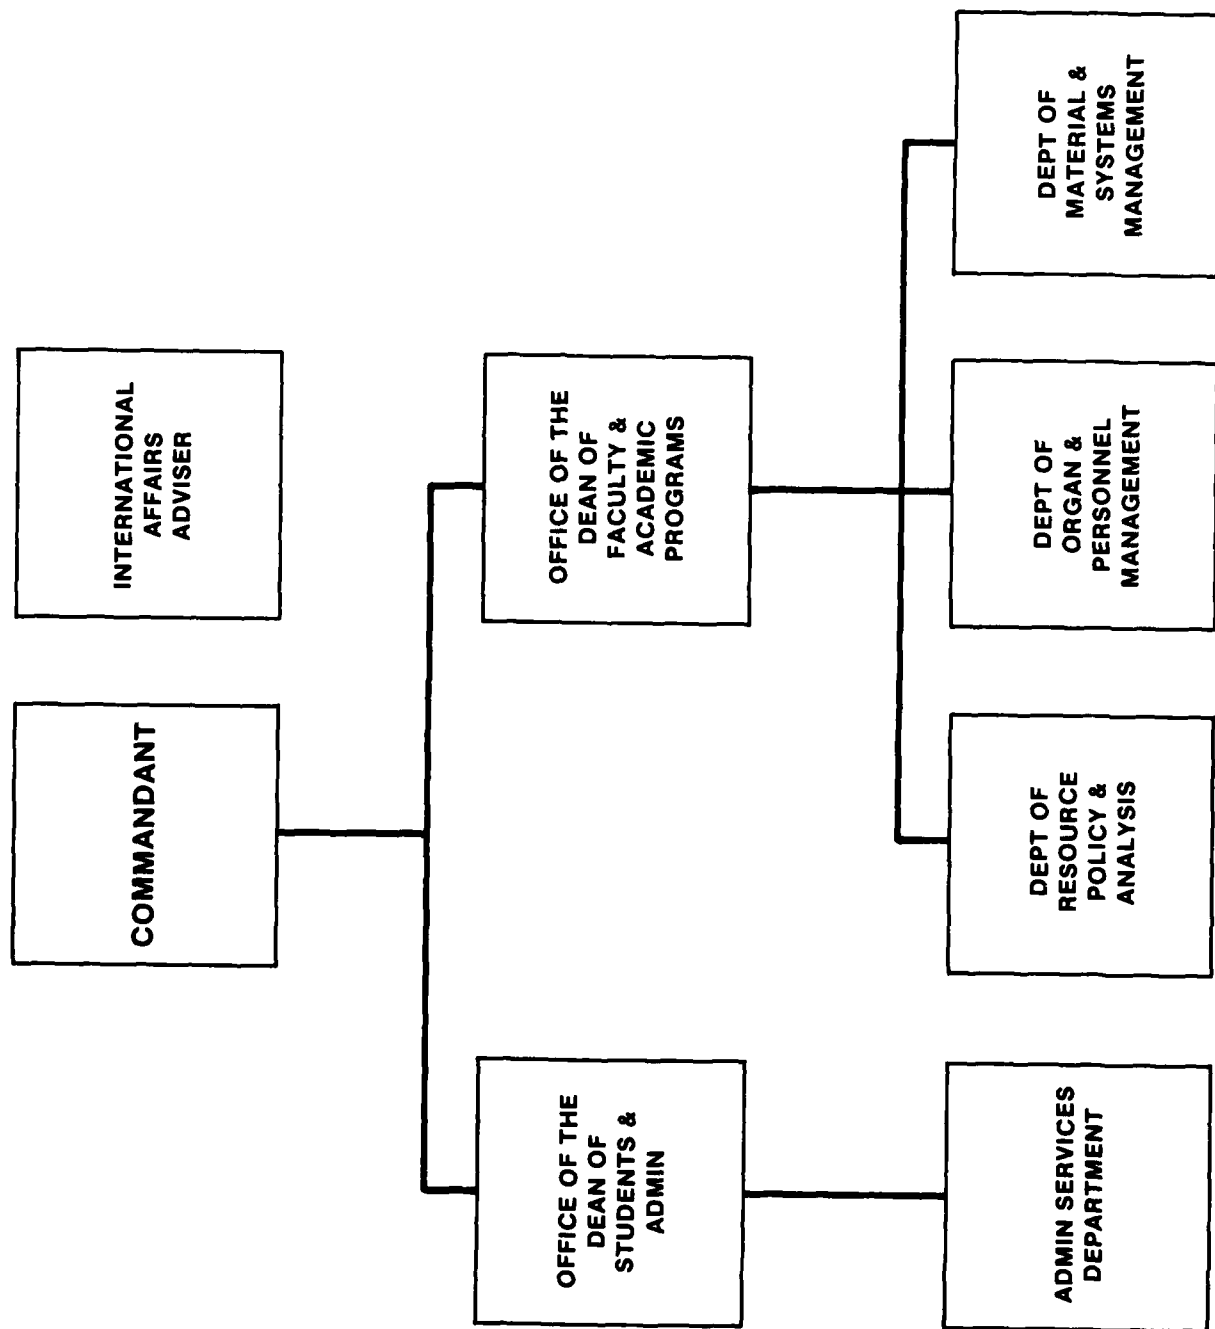 COMMANDANT
INTERNATIONAL
AFFAIRS
ADVISER
OFFICE OF THE
DEAN OF
STUDENTS &
ADMIN
OFFICE OF THE
DEAN OF
FACULTY &
ACADEMIC
PROGRAMS
ADMIN SERVICES
DEPARTMENT
DEPT OF
RESOURCE
POLICY &
ANALYSIS
DEPT OF
ORGAN &
PERSONNEL
MANAGEMENT
DEPT OF
MATERIAL &
SYSTEMS
MANAGEMENT